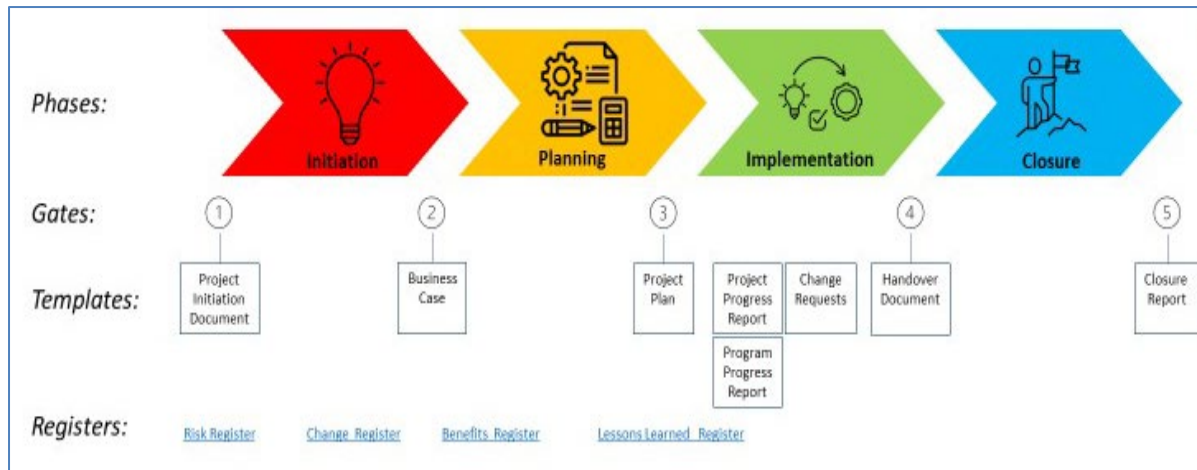 Phases:
Initiation
Planning
Implementation
Closure
Gates:
1
2
3
4
5
Templates:
Project
Initiation
Document
Business
Case
Project
Plan
Project
Progress
Report
Change
Requests
Handover
Document
Closure
Report
Program
Progress
Report
Registers:
Risk Register
Change Register
Benefits Register
Lessons Learned Register